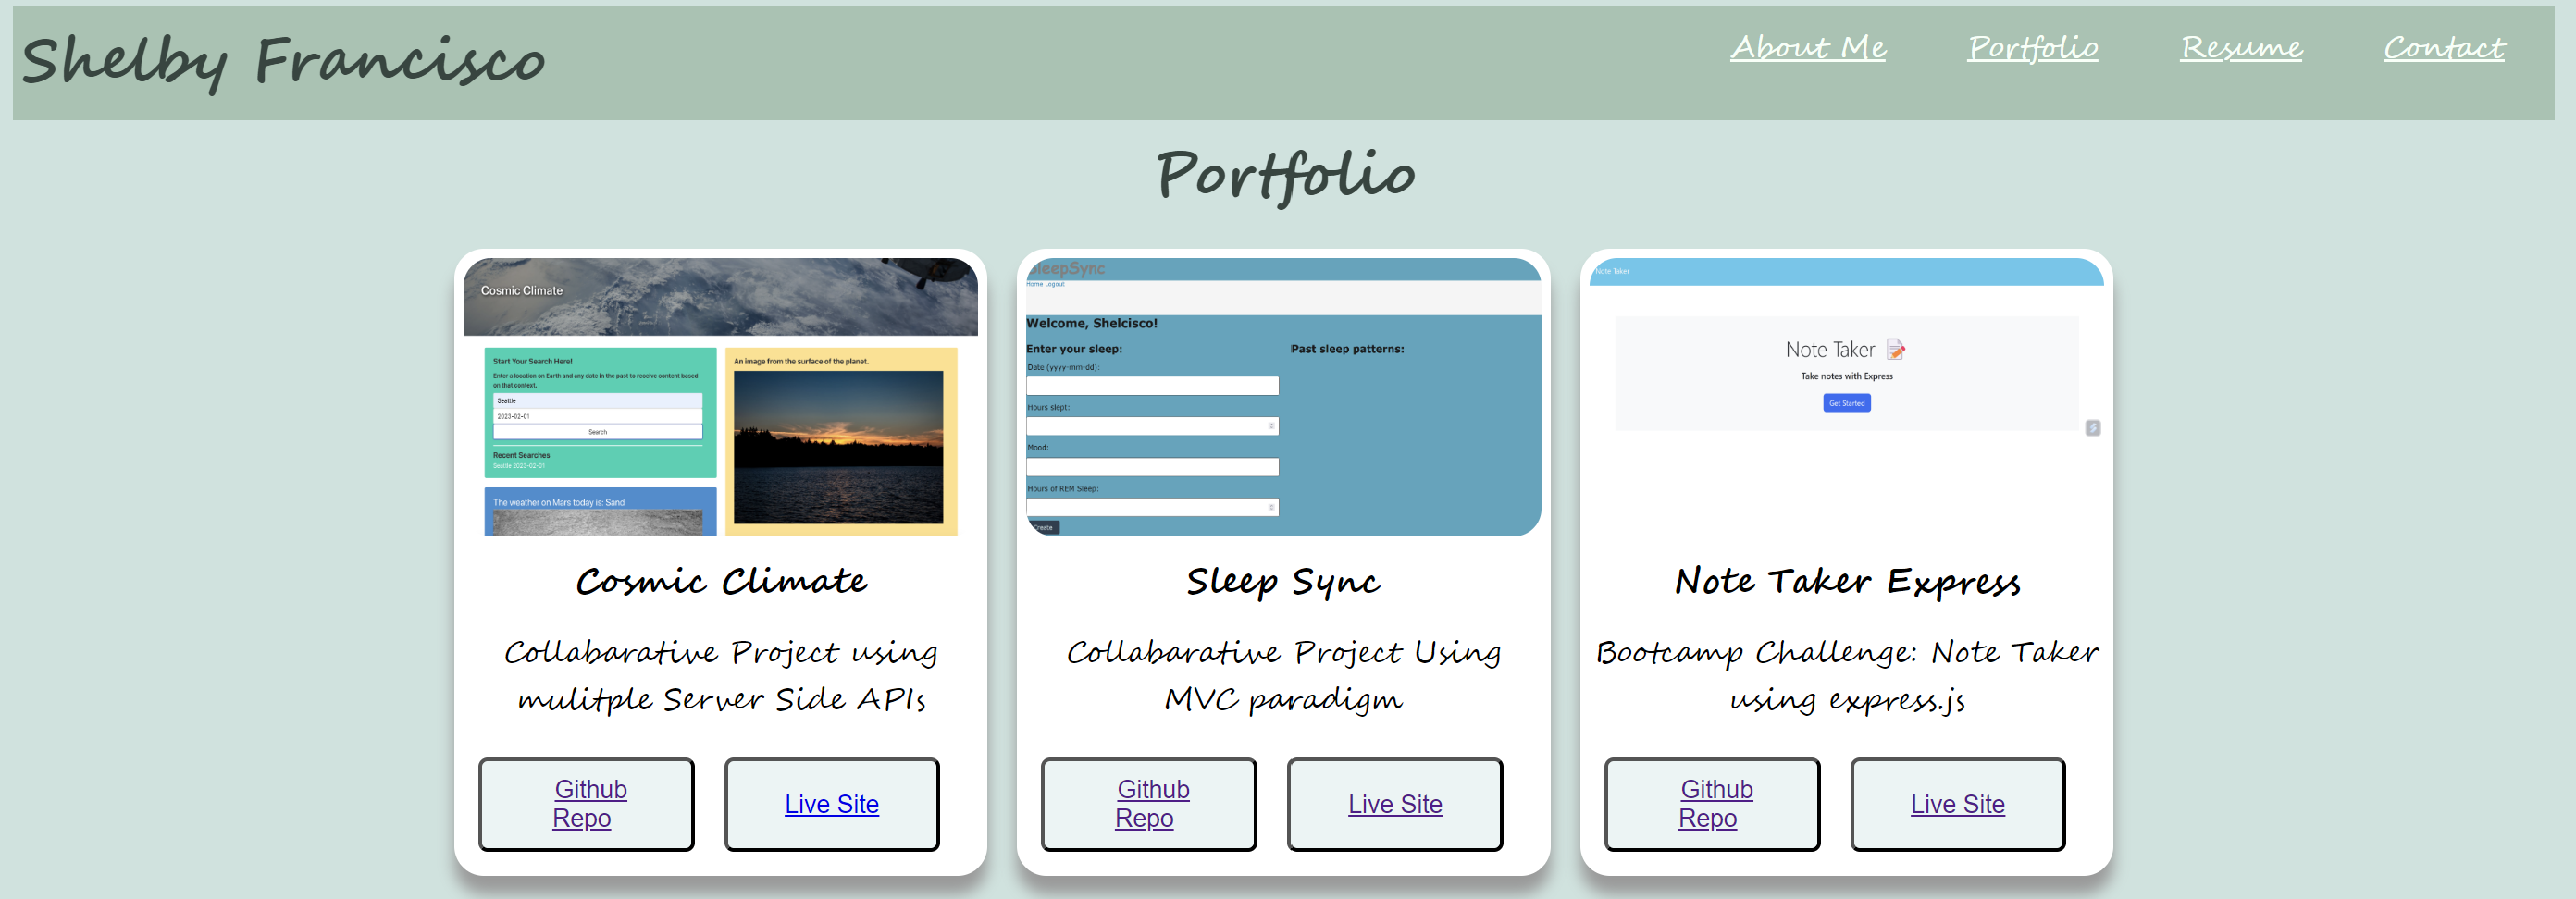 Shelby Francisco
About Me Portfolio Resume Contact
Portfolio
Cosmic Climate
Start Your Search Here!
Enter a location on Earth and any date in the past to receive content based
on that context.
Seattle
2023-02-01
Search
Recent Searches
Seattle 2023-02-01
The weather on Mars today is: Sand
An image from the surface of the planet.
Cosmic Climate
Collabarative Project using
mulitple Server Side APIs
Github
Repo
Live Site
SleepSync
Home Logout
Welcome, Shelcisco!
Enter your sleep:
Date (yyyy-mm-dd):
Hours slept:
Mood:
Hours of REM Sleep:
Create
Past sleep patterns:
Sleep Sync
Collabarative Project Using
MVC paradigm
Github
Repo
Live Site
Note Taker
Note Taker
Take notes with Express
Get Started
Note Taker Express
Bootcamp Challenge: Note Taker
using express.js
Github
Repo
Live Site